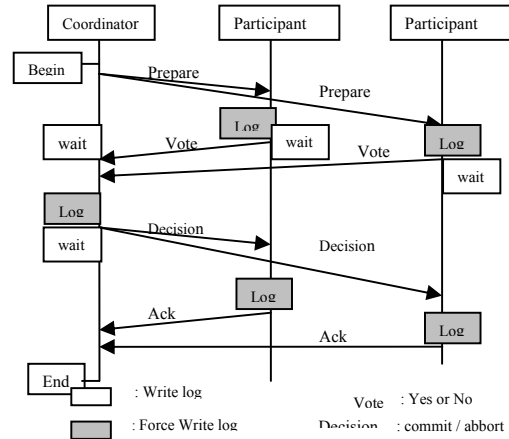 Coordinator
Participant
Participant
Begin
Prepare
Prepare
Log
Log
wait
Vote
wait
Vote
wait
Log
wait
Decision
Decision
Log
Ack
Log
Ack
End
: Write log
Vote : Yes or No
: Force Write log
Decision : commit / abbort